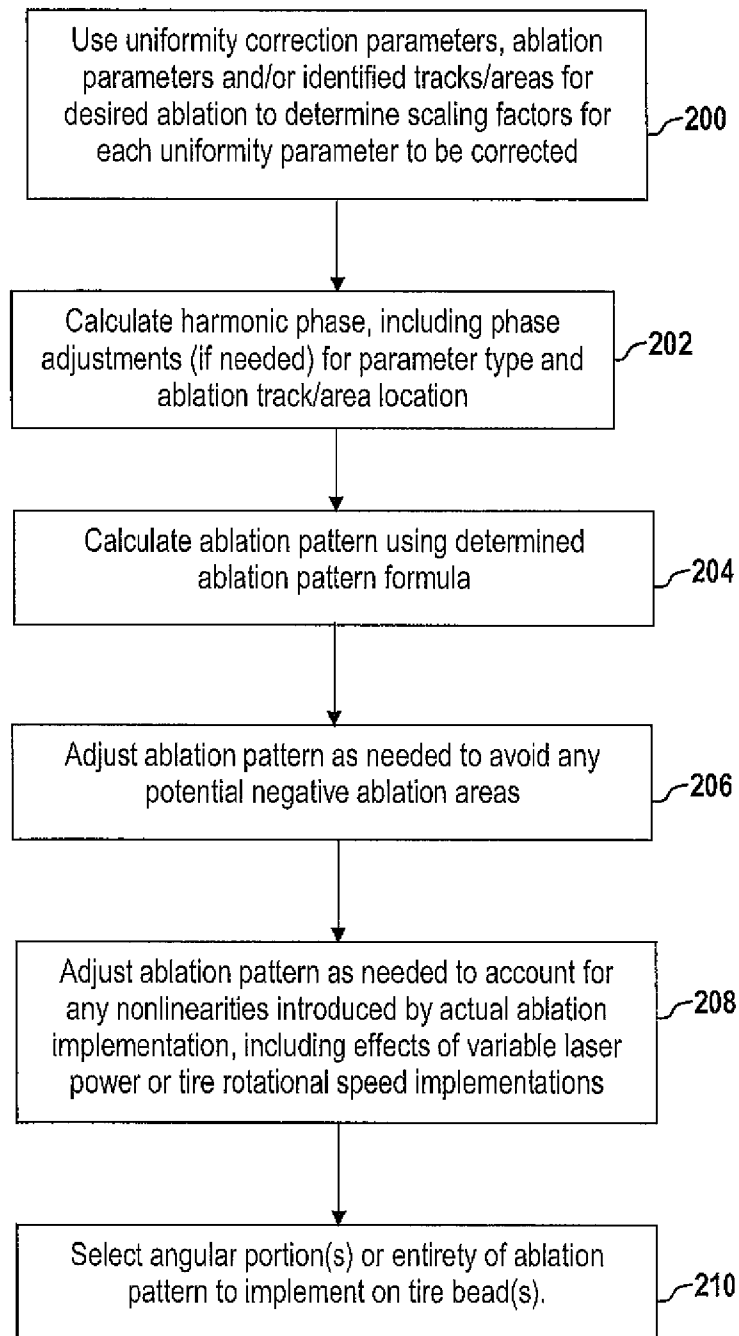 Use uniformity correction parameters, ablation
parameters and/or identified tracks/areas for
desired ablation to determine scaling factors for
each uniformity parameter to be corrected
200
Calculate harmonic phase, including phase
adjustments (if needed) for parameter type and
ablation track/area location
202
Calculate ablation pattern using determined
ablation pattern formula
204
Adjust ablation pattern as needed to avoid any
potential negative ablation areas
206
Adjust ablation pattern as needed to account for
any nonlinearities introduced by actual ablation
implementation, including effects of variable laser
power or tire rotational speed implementations
208
Select angular portion(s) or entirety of ablation
pattern to implement on tire bead(s).
210